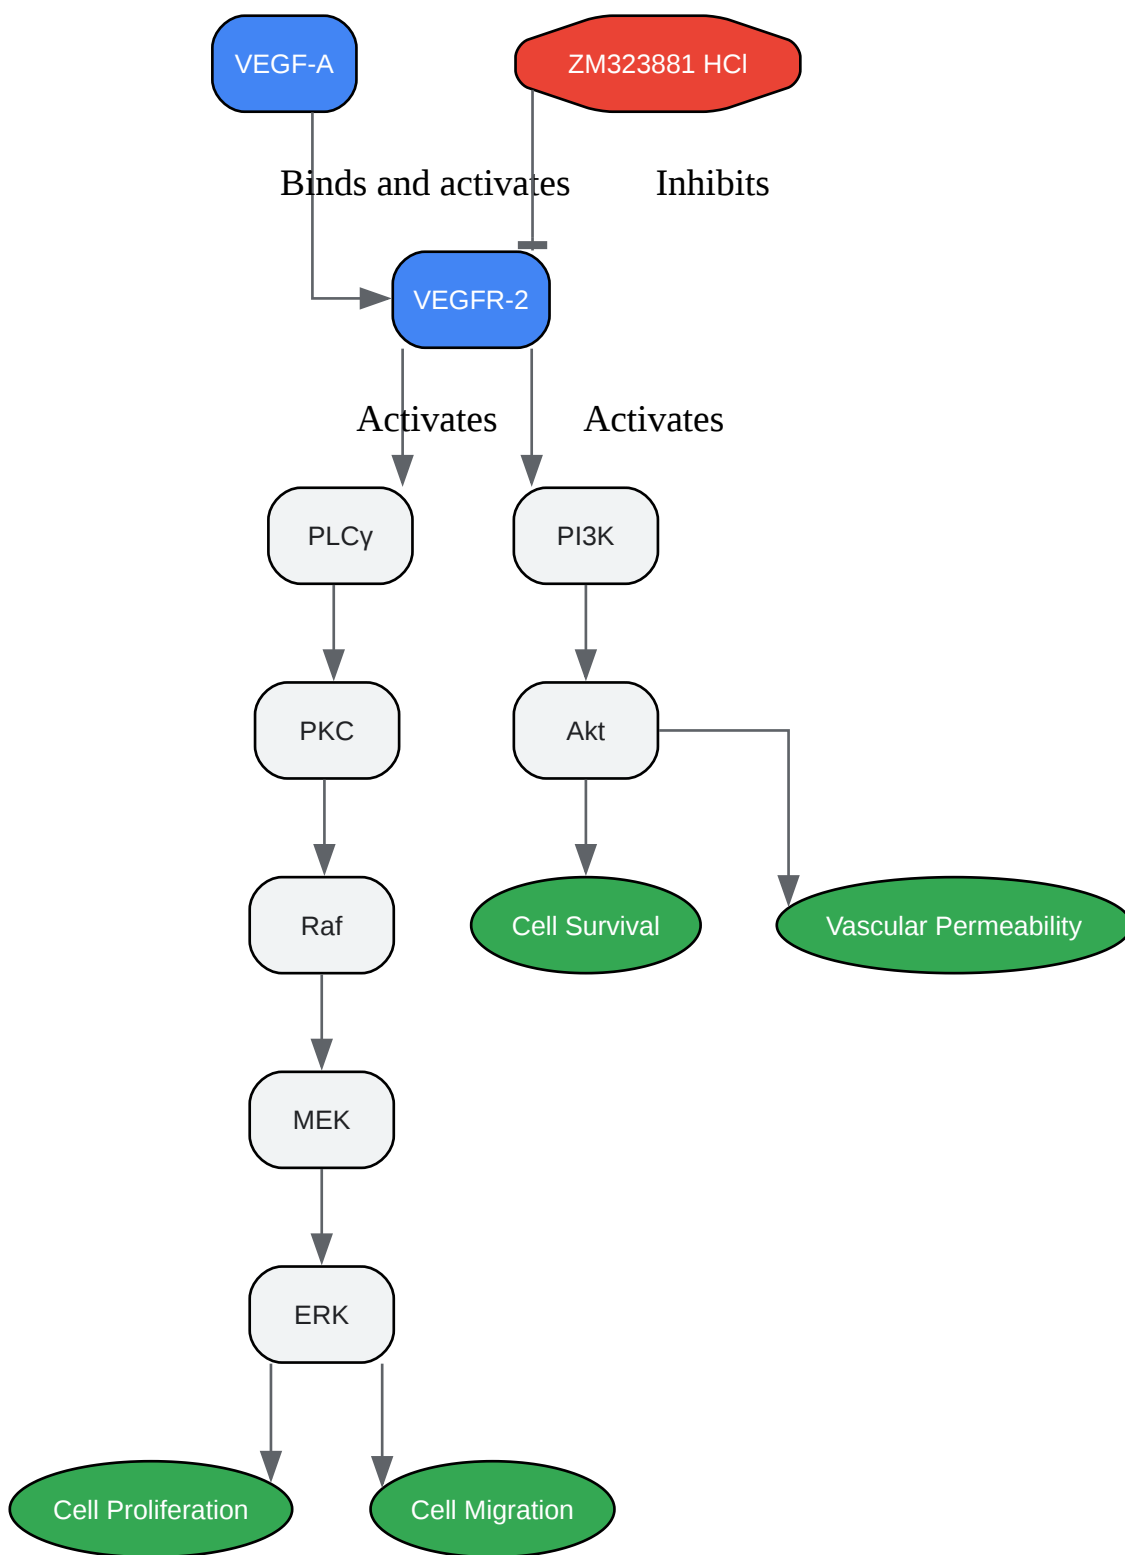 VEGF-A
ZM323881 HCl
Binds and activates
Inhibits
VEGFR-2
Activates
Activates
PLCγ
PI3K
PKC
Akt
Raf
Cell Survival
Vascular Permeability
MEK
ERK
Cell Proliferation
Cell Migration